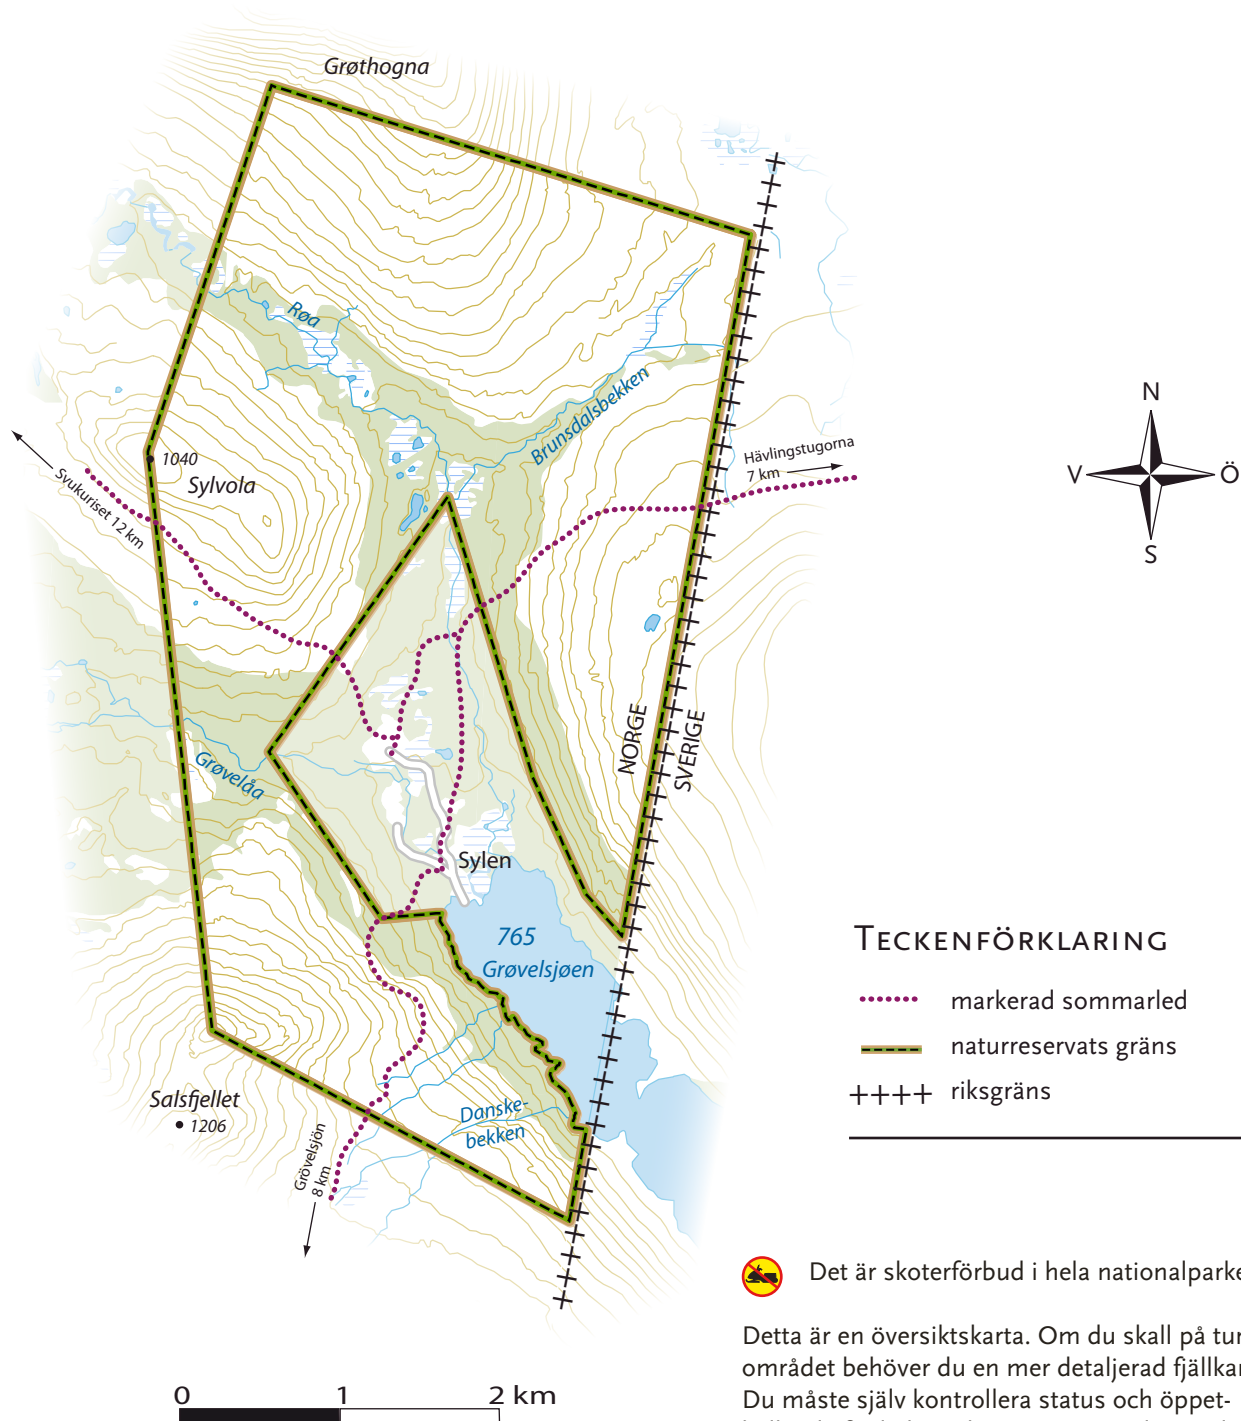 Grøthogna
Røa
Brunsdalsbekken
Hävlingstugorna
7 km
1040
Sylvola
Svukuriset 12 km
N
V
Ö
S
NORGE
SVERIGE
Grøvelåa
Sylen
765
Grøvelsjøen
TECKENFÖRKLARING
markerad sommarled
naturreservats gräns
++++ riksgräns
Salsfjellet
1206
Danske-
bekken
Grövelsjön
8 km
Det är skoterförbud i hela nationalparke
Detta är en översiktskarta. Om du skall på tur
området behöver du en mer detaljerad fjällkar
Du måste själv kontrollera status och öppet-
0 1 2 km